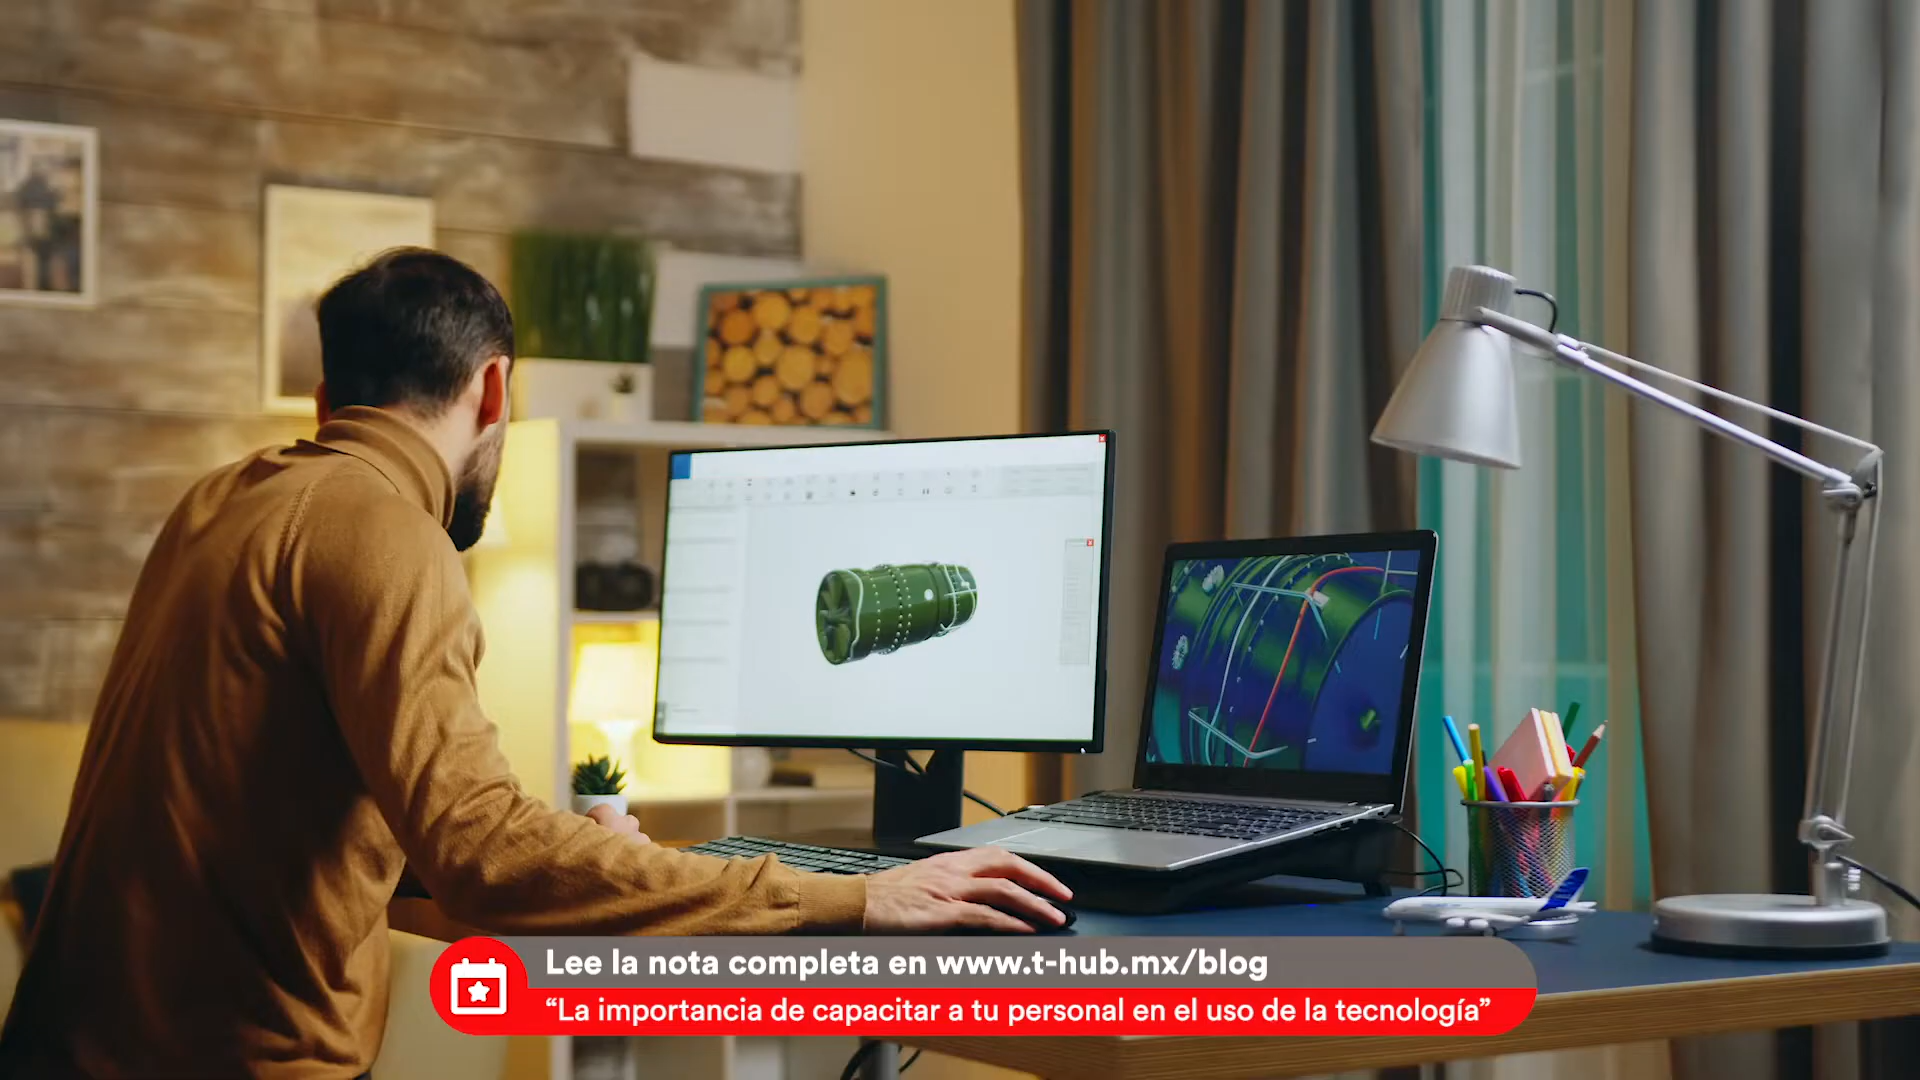 Lee la nota completa en www.t-hub.mx/blog
“La importancia de capacitar a tu personal en el uso de la tecnología”